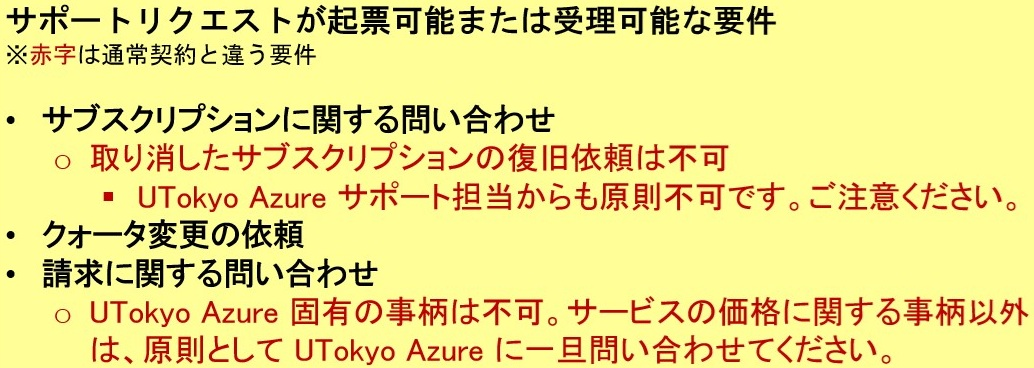 サポートリクエストが起票可能または受理可能な要件
※赤字は通常契約と違う要件
• サブスクリプションに関する問い合わせ
o 取り消したサブスクリプションの復旧依頼は不可
▪ UTokyo Azure サポート担当からも原則不可です。ご注意ください。
• クォータ変更の依頼
• 請求に関する問い合わせ
o UTokyo Azure 固有の事柄は不可。サービスの価格に関する事柄以外
は、原則として UTokyo Azure に一旦問い合わせてください。